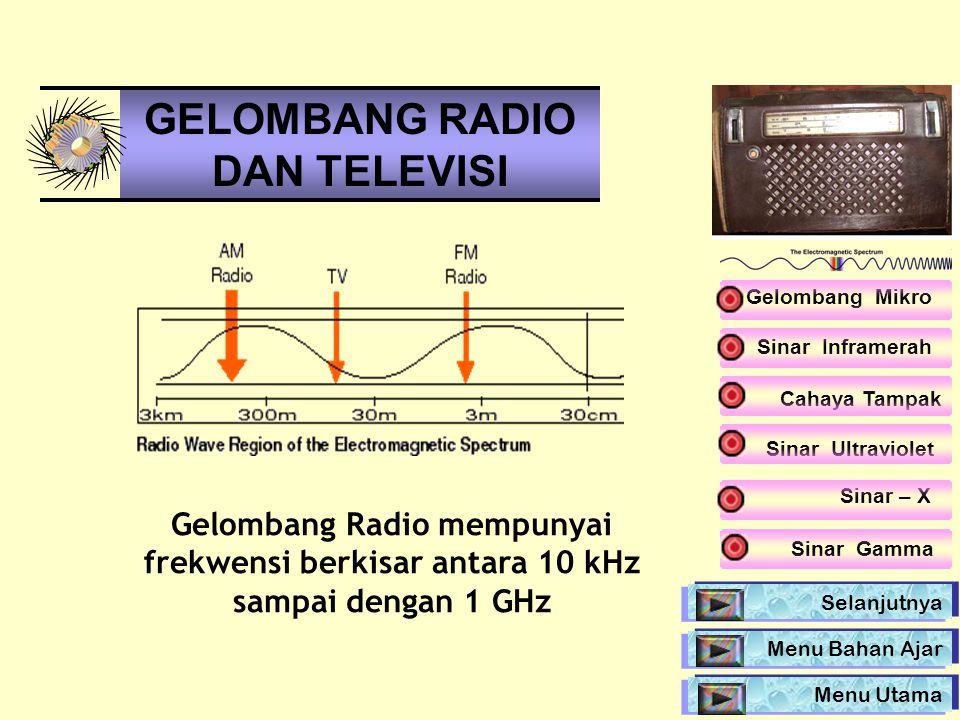 GELOMBANG RADIO
DAN TELEVISI
AM
Radio
TV
FM
Radio
3km 300m 30m 3m 30cm
Radio Wave Region of the Electromagnetic Spectrum
Gelombang Radio mempunyai
frekwensi berkisar antara 10 kHz
sampai dengan 1 GHz
The Electromagnetic Spectrum
Gelombang Mikro
Sinar Inframerah
Cahaya Tampak
Sinar Ultraviolet
Sinar – X
Sinar Gamma
Selanjutnya
Menu Bahan Ajar
Menu Utama